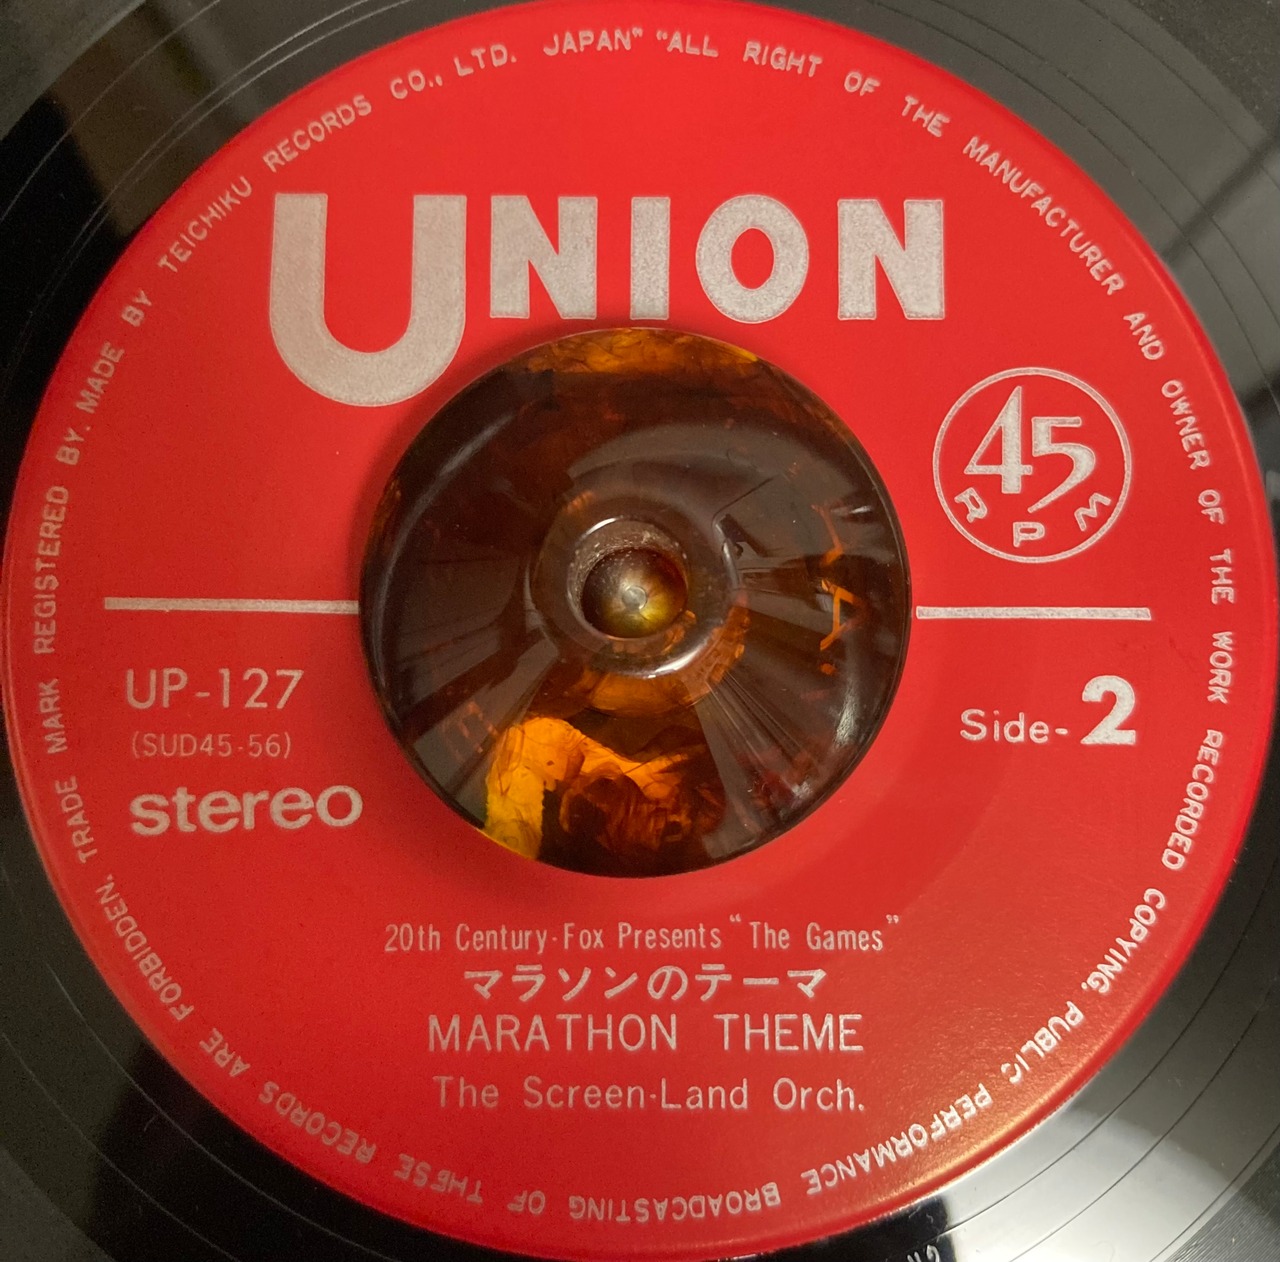 UNION
45
RPM
UP-127
(SUD45-56)
stereo
Side-2
20th Century-Fox Presents “The Games”
マラソンのテーマ
MARATHON THEME
The Screen-Land Orch.
TRADE MARK REGISTERED BY. MADE BY TEICHIKU RECORDS CO., LTD. JAPAN” “ALL RIGHT OF THE MANUFACTURER AND OWNER OF THE WORK RECORDED COPYING. PUBLIC PERFORMANCE BROADCASTING OF THESE RECORDS ARE FORBIDDEN.